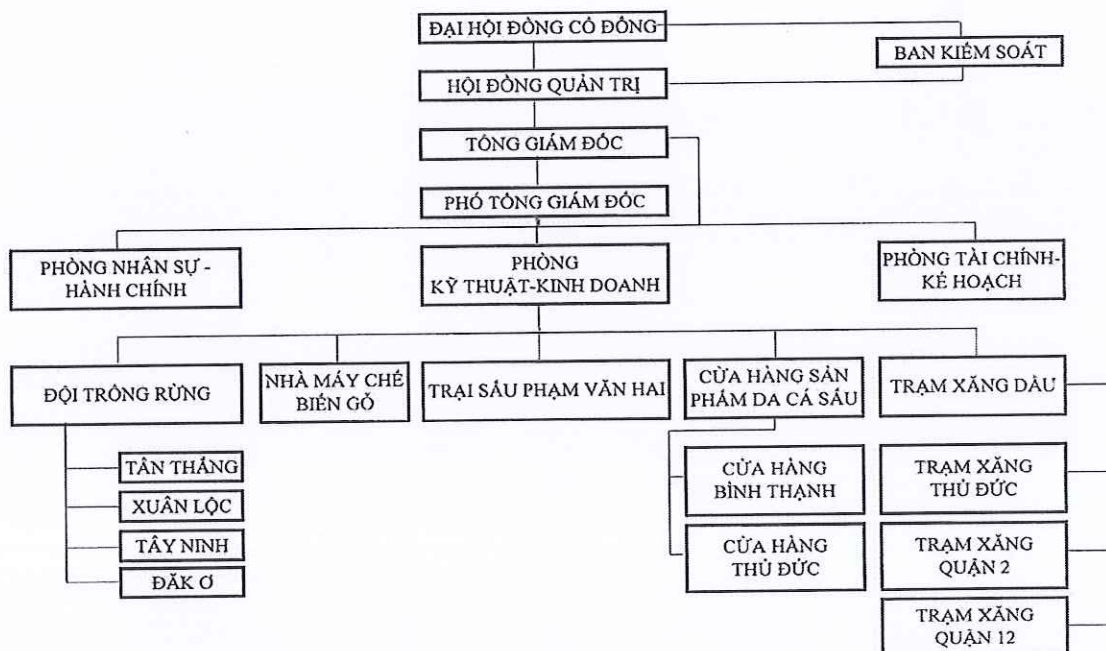 ĐẠI HỘI ĐỒNG CỔ ĐÔNG
BAN KIỂM SOÁT
HỘI ĐỒNG QUẢN TRỊ
TỔNG GIÁM ĐỐC
PHÓ TỔNG GIÁM ĐỐC
PHÒNG NHÂN SỰ -
HÀNH CHÍNH
PHÒNG
KỸ THUẬT-KINH DOANH
PHÒNG TÀI CHÍNH-
KẾ HOẠCH
ĐỘI TRỒNG RỪNG
NHÀ MÁY CHẾ
BIẾN GỖ
TRẠI SẤU PHẠM VĂN HAI
CỬA HÀNG SẢN
PHẨM DA CÁ SẤU
TRẠM XĂNG DẦU
TÂN THẮNG
XUÂN LỘC
TÂY NINH
ĐĂK Ơ
CỬA HÀNG
BÌNH THẠNH
CỬA HÀNG
THỦ ĐỨC
TRẠM XĂNG
THỦ ĐỨC
TRẠM XĂNG
QUẬN 2
TRẠM XĂNG
QUẬN 12